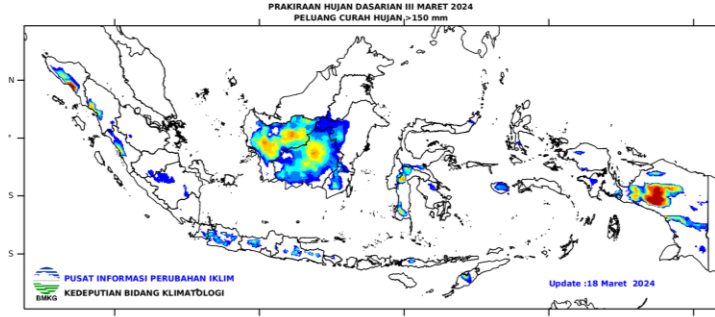 PRAKIRAAN HUJAN DASARIAN III MARET 2024
PELUANG CURAH HUJAN >150 mm
N
°
S
S
PUSAT INFORMASI PERUBAHAN IKLIM
KEDEPUTIAN BIDANG KLIMATOLOGI
BMKG
Update :18 Maret 2024